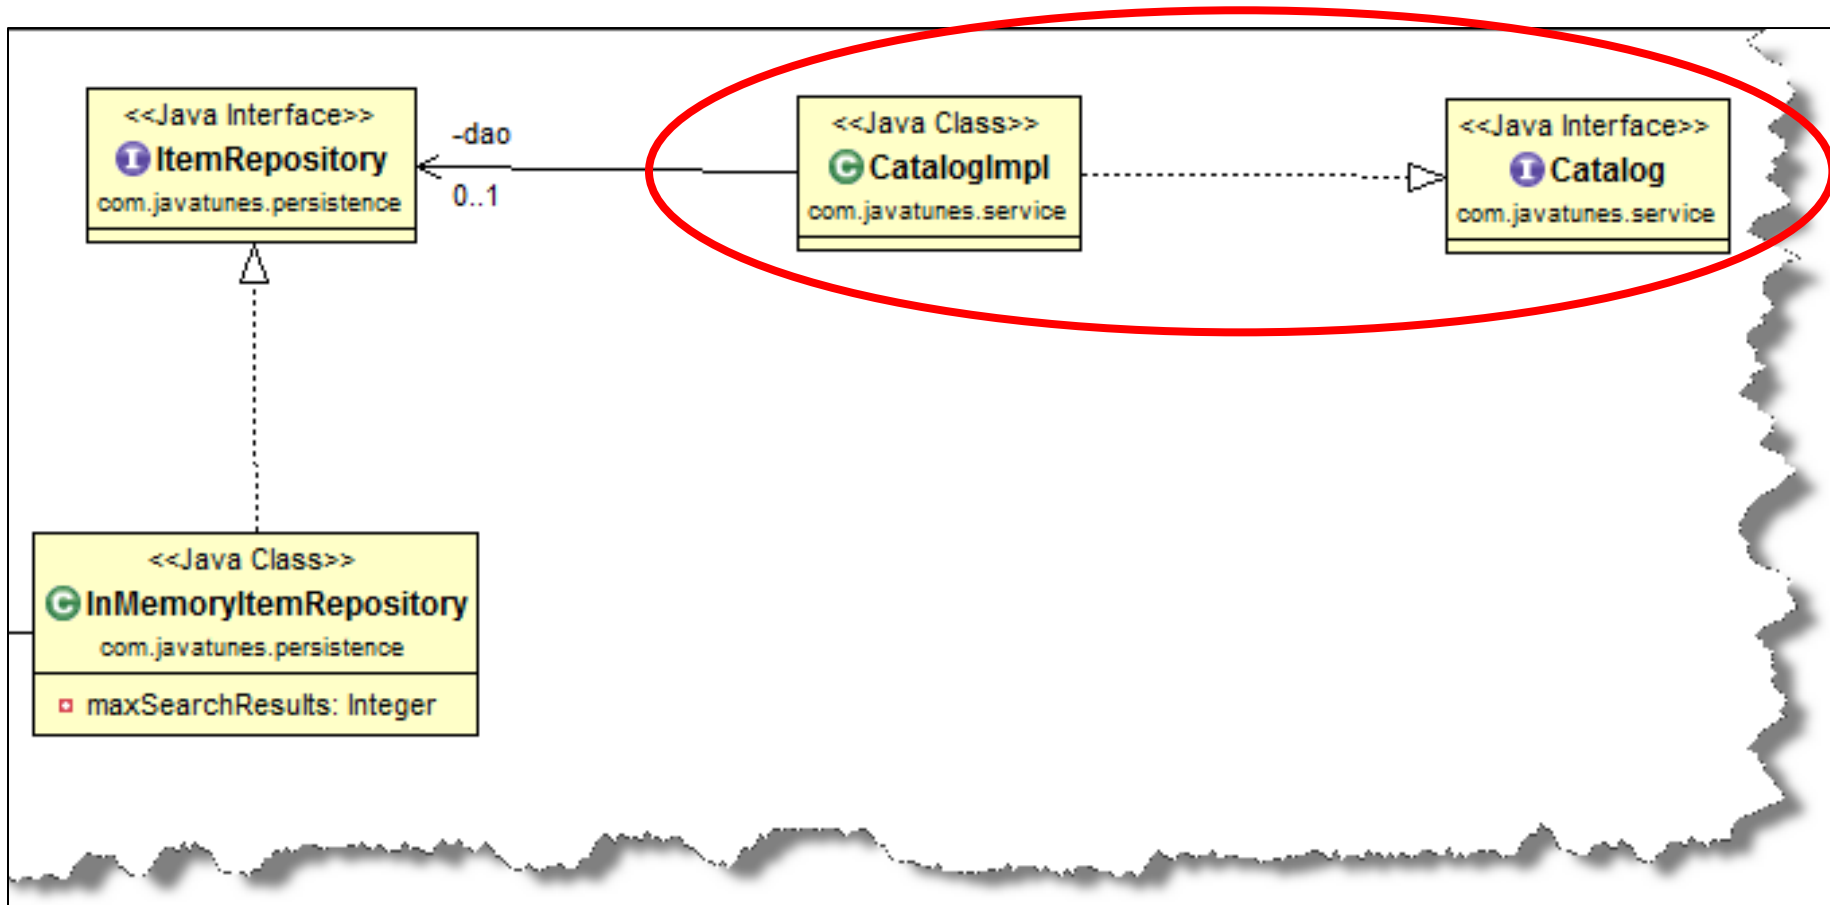 <<Java Interface>>
I ItemRepository
com.javatunes.persistence
-dao
0..1
<<Java Class>>
C CatalogImpl
com.javatunes.service
<<Java Interface>>
I Catalog
com.javatunes.service
<<Java Class>>
C InMemoryItemRepository
com.javatunes.persistence
maxSearchResults: Integer